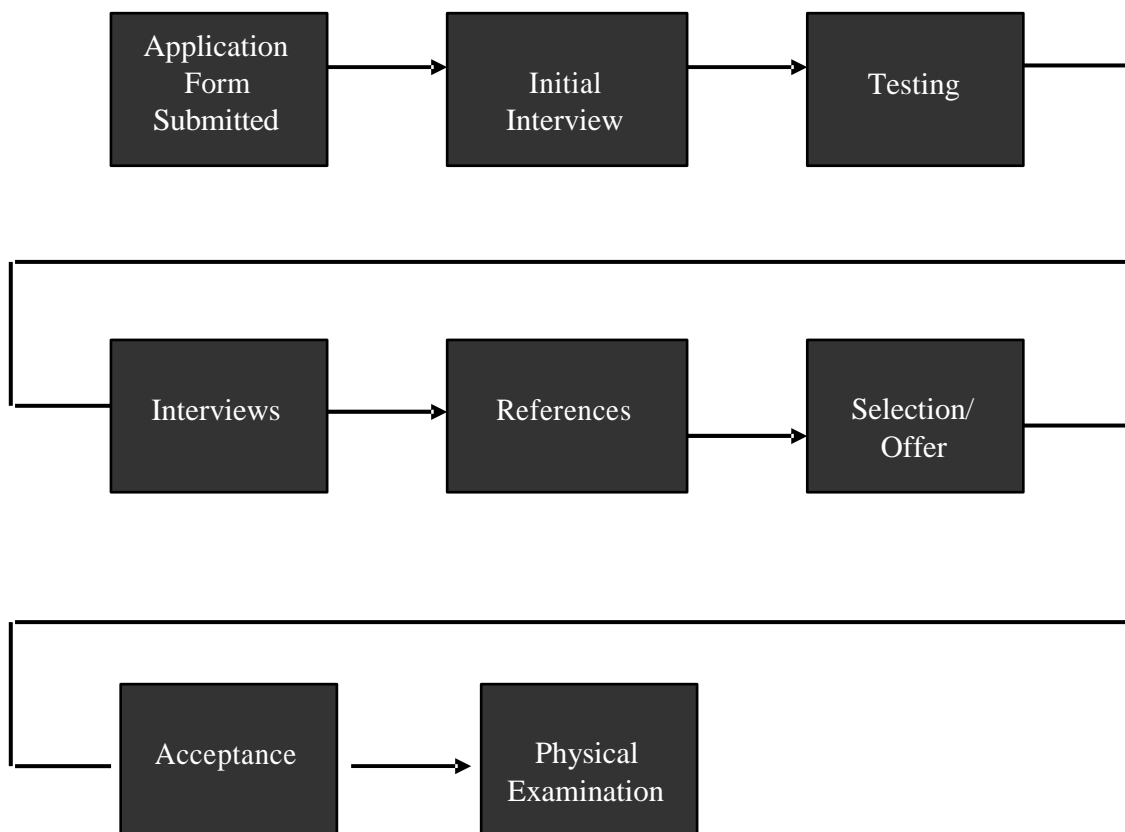 Application
Form
Submitted
Initial
Interview
Testing
Interviews
References
Selection/
Offer
Acceptance
Physical
Examination